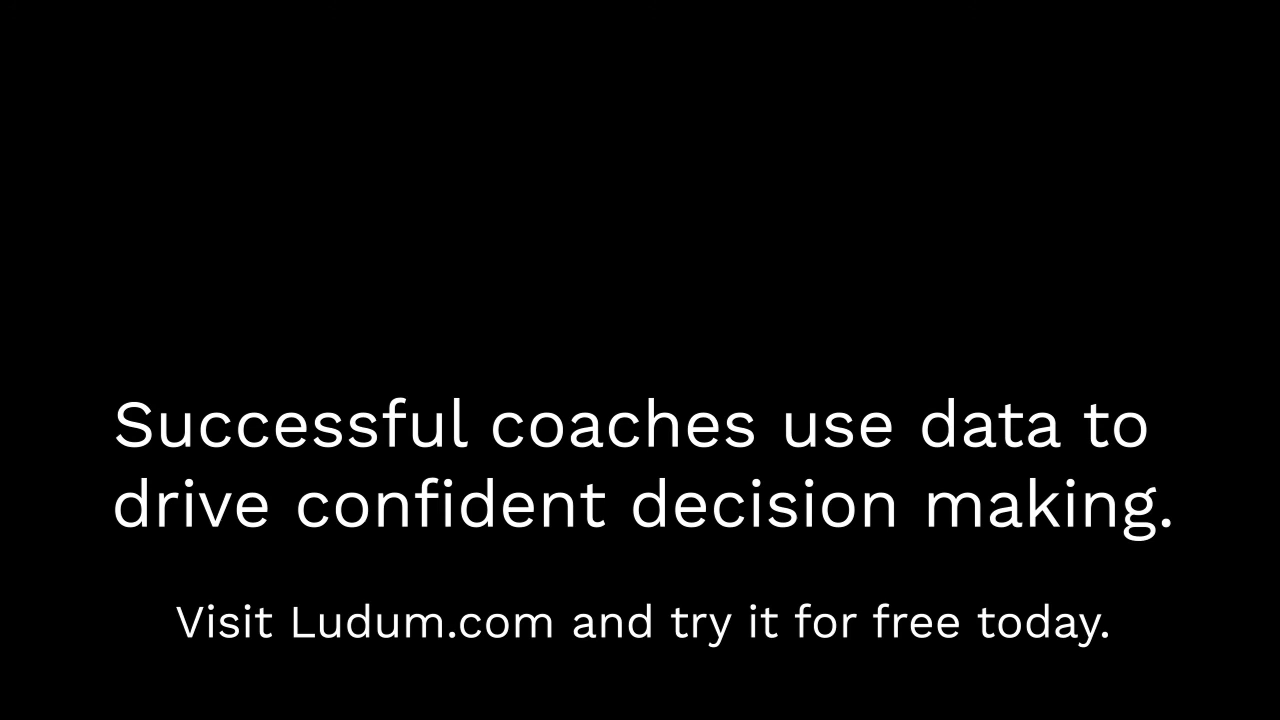 Successful coaches use data to
drive confident decision making.
Visit Ludum.com and try it for free today.